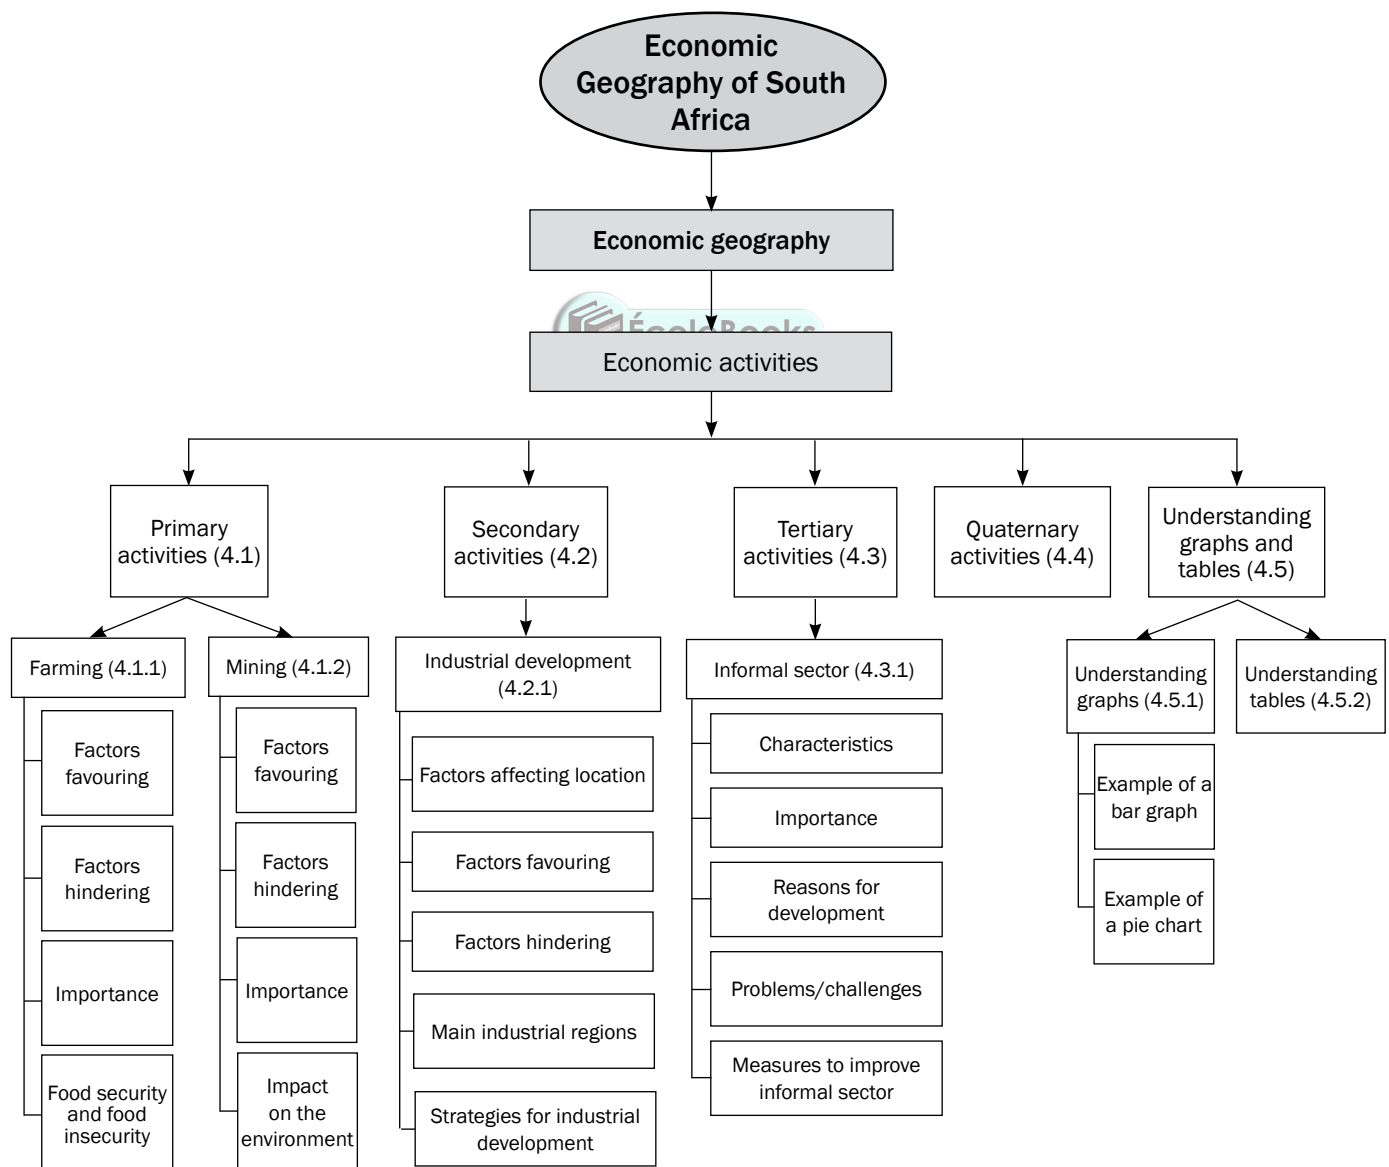 Economic
Geography of South
Africa
Economic geography
ÉcoleBooks
Economic activities
Primary
activities (4.1)
Secondary
activities (4.2)
Tertiary
activities (4.3)
Quaternary
activities (4.4)
Understanding
graphs and
tables (4.5)
Farming (4.1.1)
Factors
favouring
Factors
hindering
Importance
Food security
and food
insecurity
Mining (4.1.2)
Factors
favouring
Factors
hindering
Importance
Impact
on the
environment
Industrial development
(4.2.1)
Factors affecting location
Factors favouring
Factors hindering
Main industrial regions
Strategies for industrial
development
Informal sector (4.3.1)
Characteristics
Importance
Reasons for
development
Problems/challenges
Measures to improve
informal sector
Understanding
graphs (4.5.1)
Example of a
bar graph
Example of
a pie chart
Understanding
tables (4.5.2)